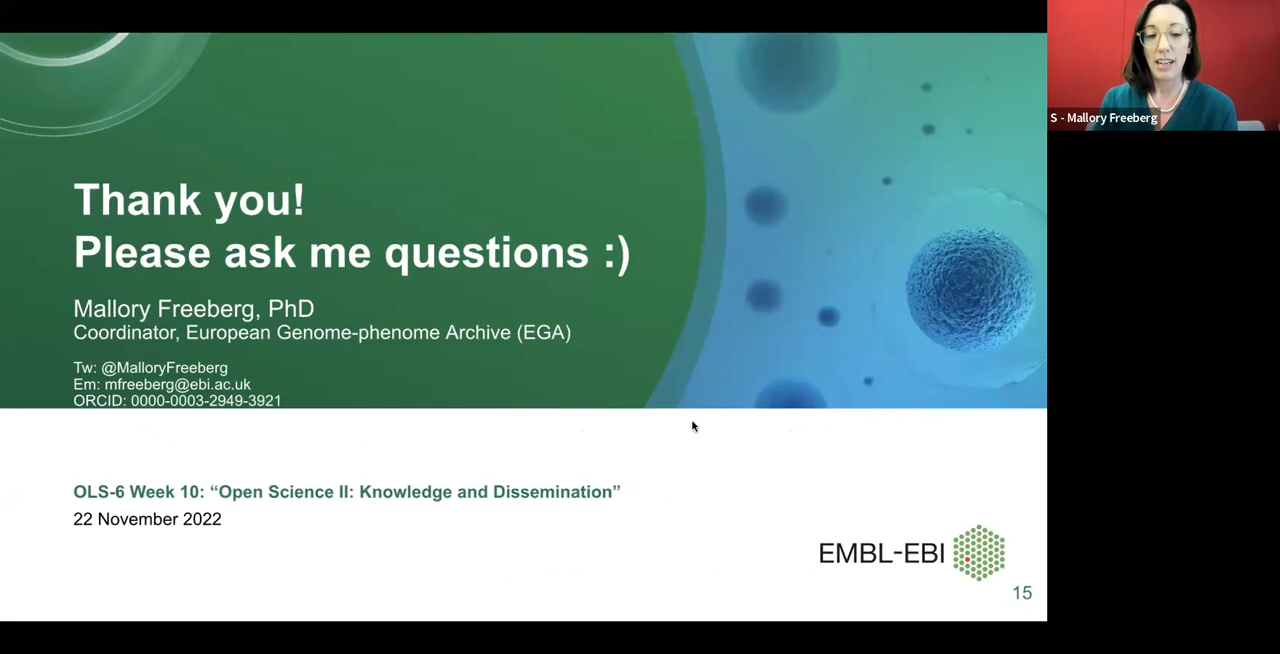 Thank you!
Please ask me questions :)
Mallory Freeberg, PhD
Coordinator, European Genome-phenome Archive (EGA)
Tw: @MalloryFreeberg
Em: mfreeberg@ebi.ac.uk
ORCID: 0000-0003-2949-3921
OLS-6 Week 10: “Open Science II: Knowledge and Dissemination”
22 November 2022
EMBL-EBI
15
S - Mallory Freeberg